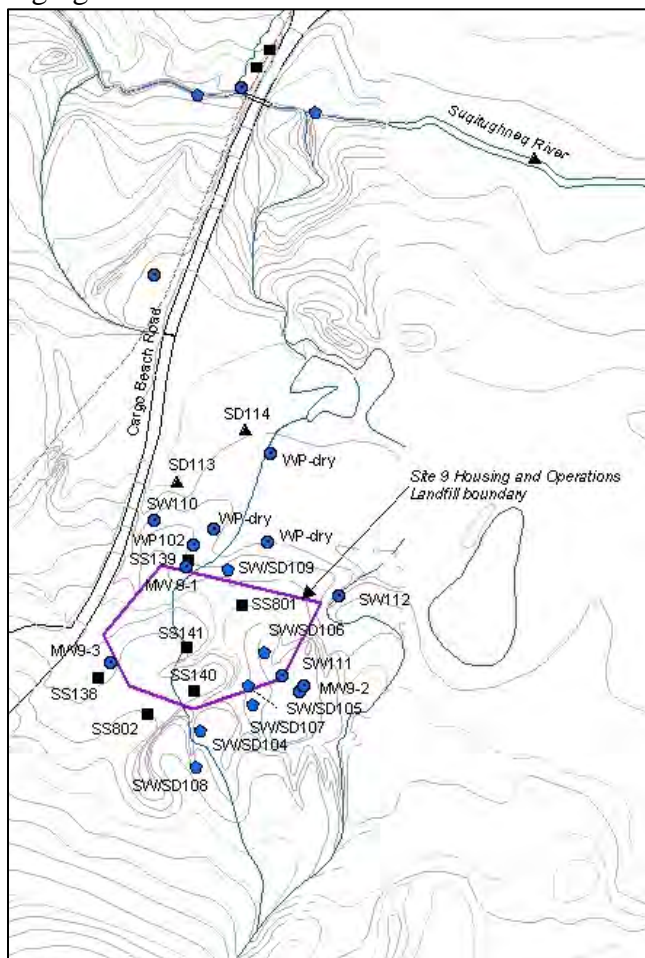 Sugitughneq River
Cargo Beach Road
SD114
SD113
WP-dry
Site 9 Housing and Operations
Landfill boundary
SW110
WP-dry
WP102
WP-dry
SS139
SW/SD109
MW9-1
SS801
SW112
SW/SD106
SS141
MW9-3
SW111
SS140
MW9-2
SS138
SW/SD105
SS802
SW/SD107
SW/SD104
SW/SD108